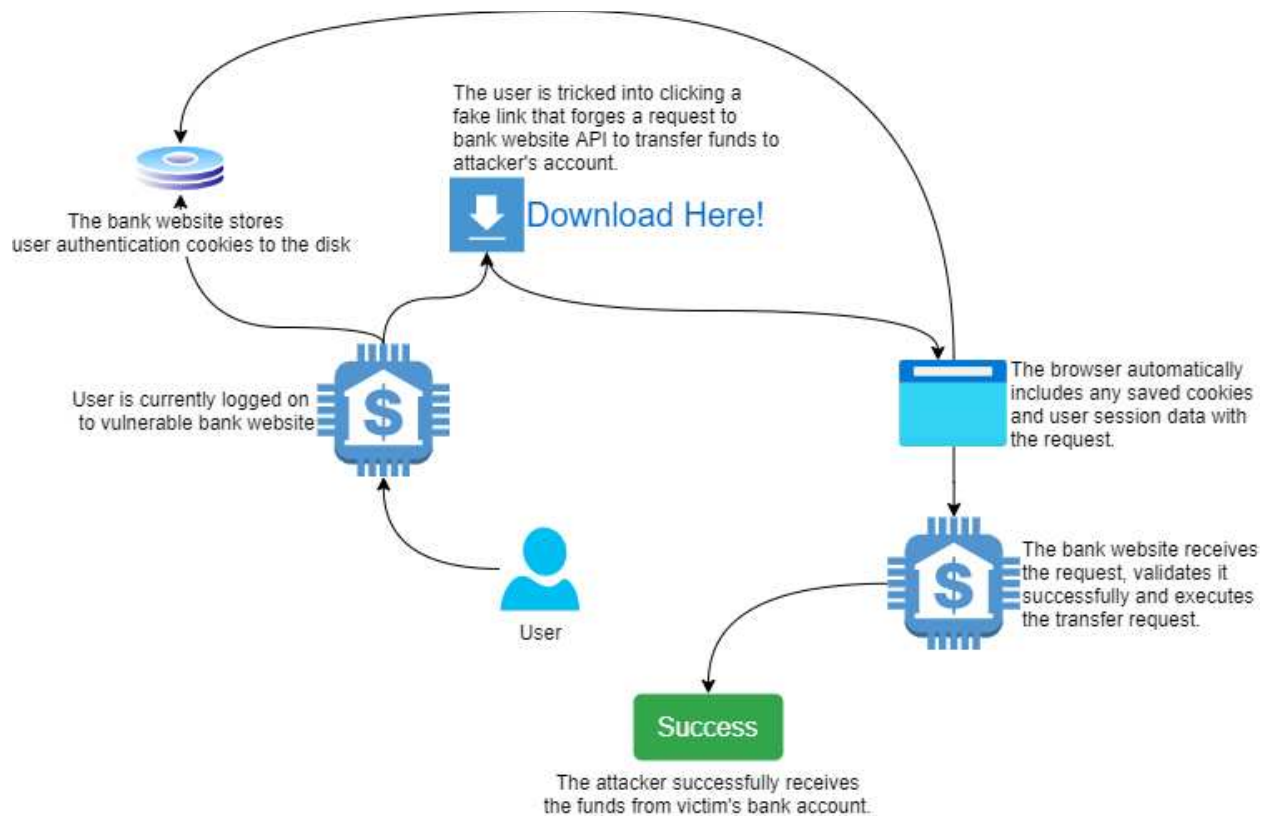 The user is tricked into clicking a
fake link that forges a request to
bank website API to transfer funds to
attacker's account.
Download Here!
The bank website stores
user authentication cookies to the disk
User is currently logged on
to vulnerable bank website
$
The browser automatically
includes any saved cookies
and user session data with
the request.
User
$
The bank website receives
the request, validates it
successfully and executes
the transfer request.
Success
The attacker successfully receives
the funds from victim's bank account.